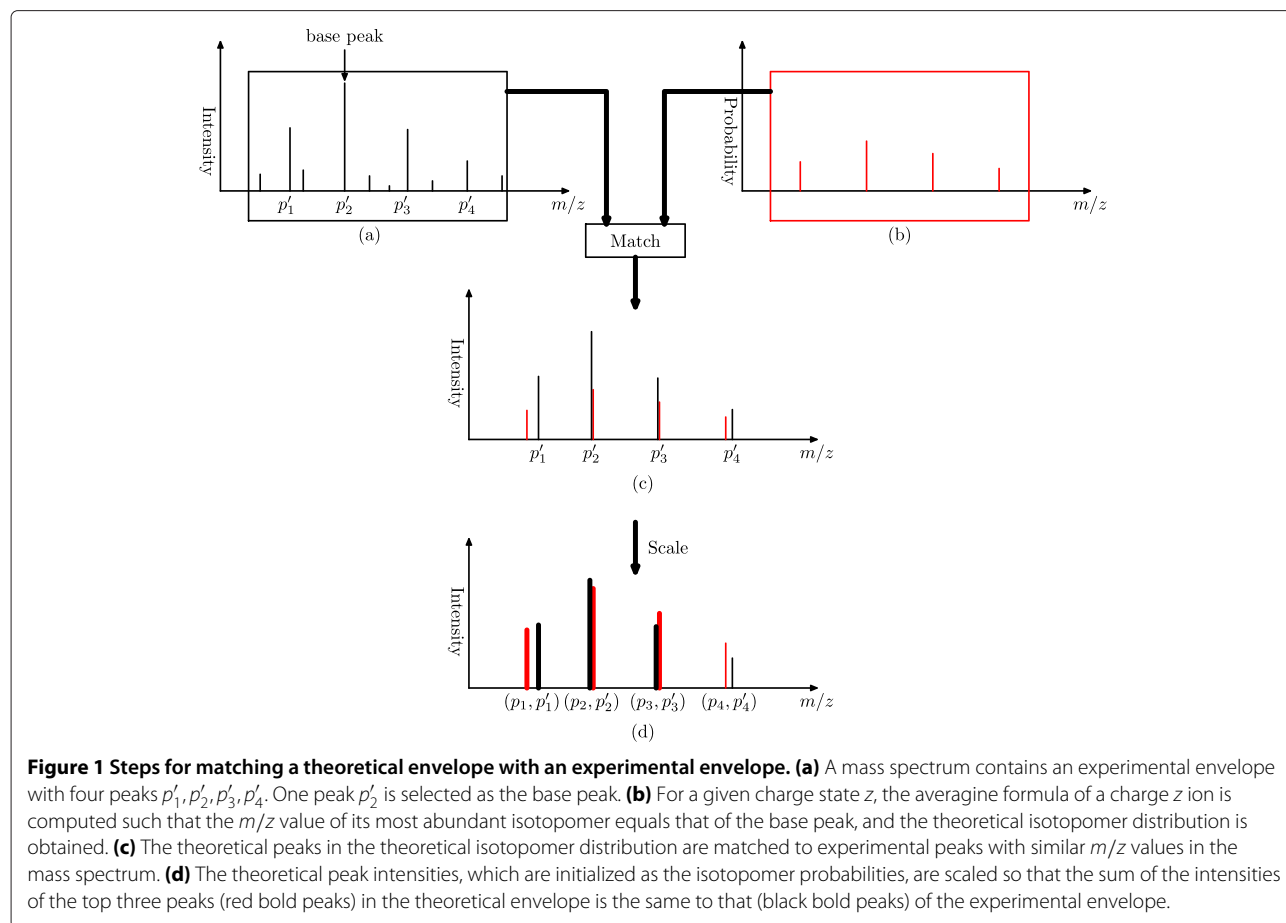 base peak
Intensity
p′1 p′2 p′3 p′4 m/z
(a)
Probability
m/z
(b)
Match
Intensity
p′1 p′2 p′3 p′4 m/z
(c)
Scale
Intensity
(p1, p′1) (p2, p′2) (p3, p′3) (p4, p′4) m/z
(d)
Figure 1 Steps for matching a theoretical envelope with an experimental envelope. (a) A mass spectrum contains an experimental envelope
with four peaks p′1, p′2, p′3, p′4. One peak p′2 is selected as the base peak. (b) For a given charge state z, the averagine formula of a charge z ion is
computed such that the m/z value of its most abundant isotopomer equals that of the base peak, and the theoretical isotopomer distribution is
obtained. (c) The theoretical peaks in the theoretical isotopomer distribution are matched to experimental peaks with similar m/z values in the
mass spectrum. (d) The theoretical peak intensities, which are initialized as the isotopomer probabilities, are scaled so that the sum of the intensities
of the top three peaks (red bold peaks) in the theoretical envelope is the same to that (black bold peaks) of the experimental envelope.